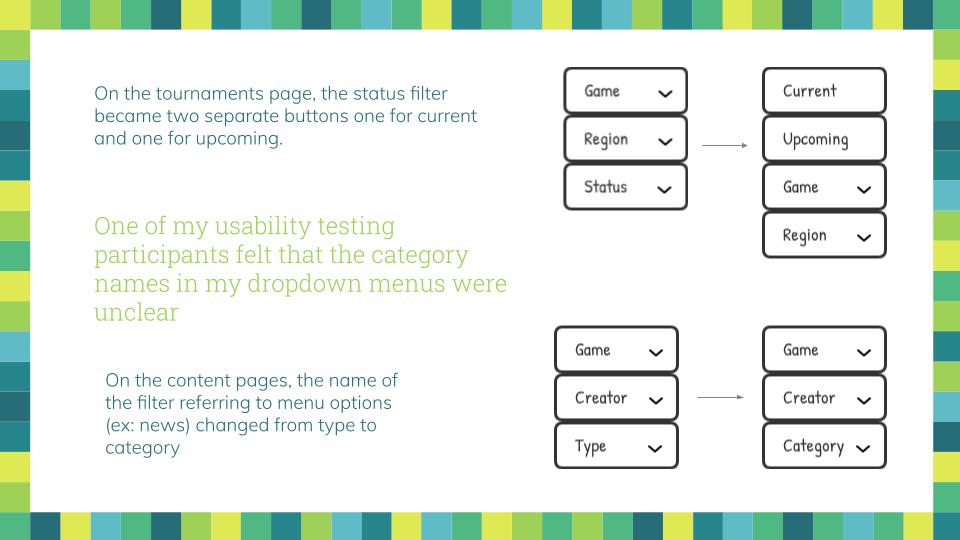 On the tournaments page, the status filter
became two separate buttons one for current
and one for upcoming.
Game
Region
Status
Current
Upcoming
Game
Region
One of my usability testing
participants felt that the category
names in my dropdown menus were
unclear
On the content pages, the name of
the filter referring to menu options
(ex: news) changed from type to
category
Game
Creator
Type
Game
Creator
Category